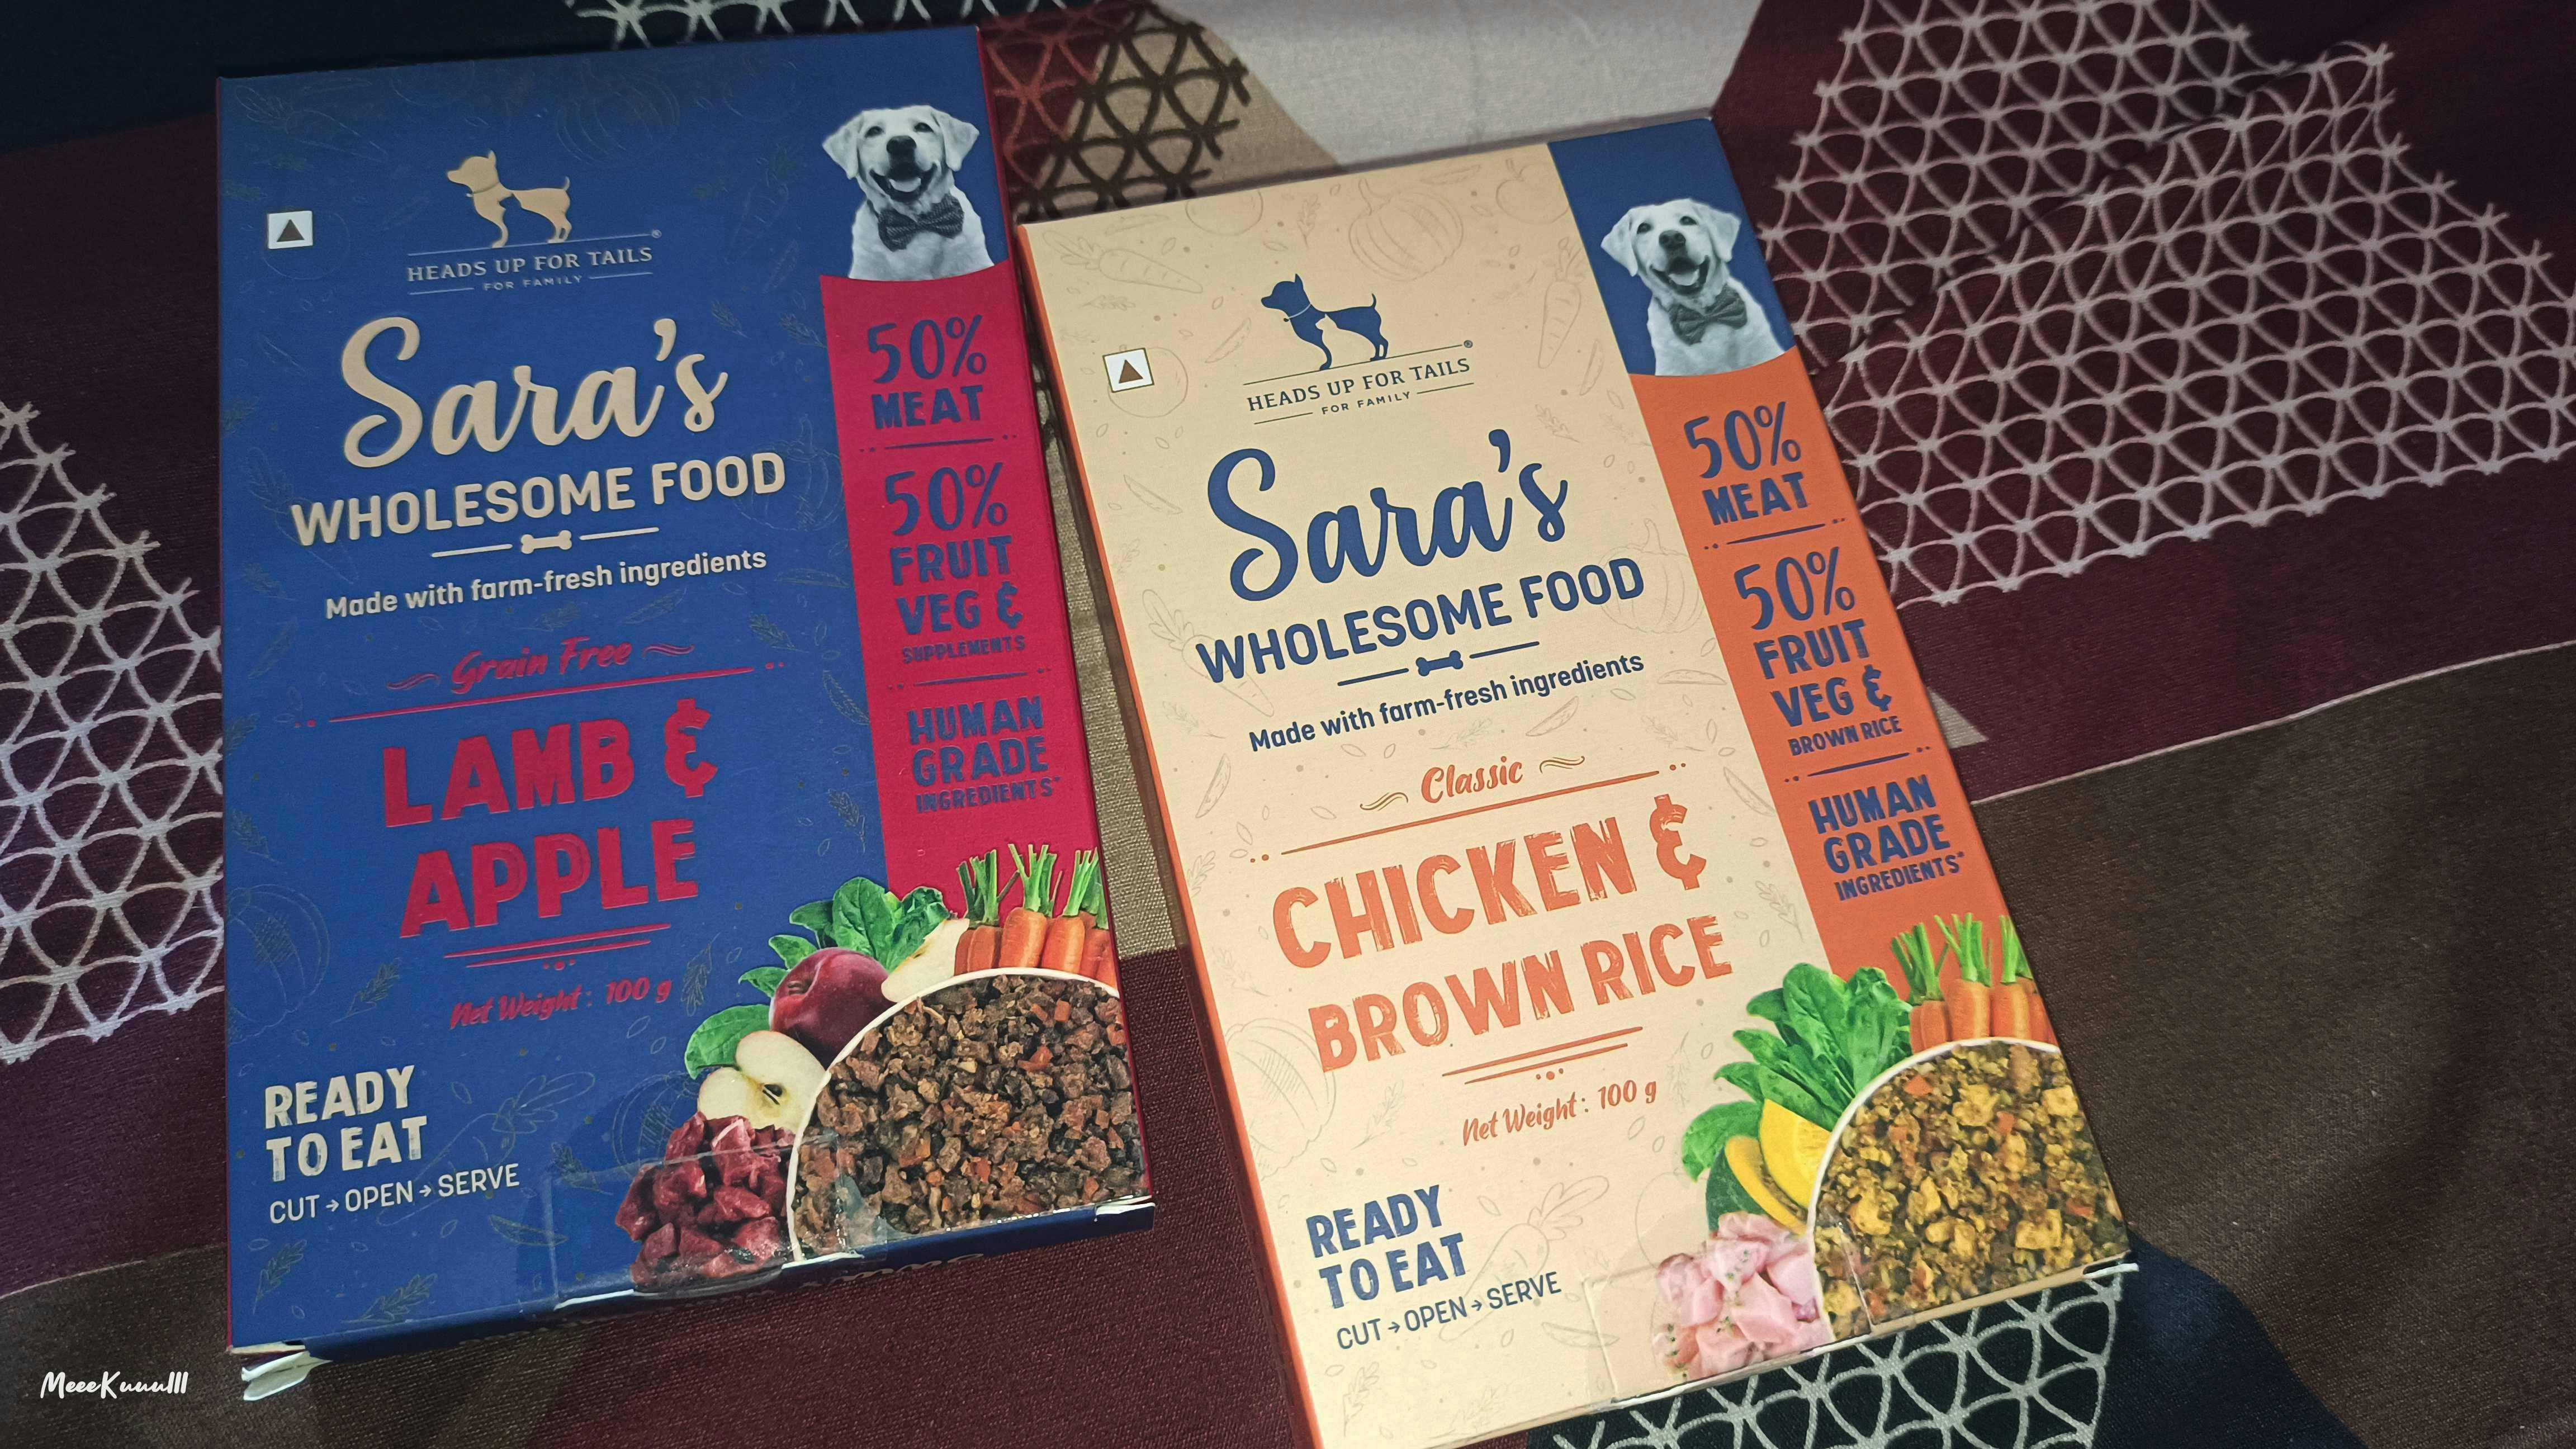 HEADS UP FOR TAILS®
FOR FAMILY
Sara's
WHOLESOME FOOD
Made with farm-fresh ingredients
Grain Free
LAMB &
APPLE
Net Weight: 100 g
READY
TO EAT
CUT → OPEN → SERVE
50%
MEAT
50%
FRUIT
VEG &
SUPPLEMENTS
HUMAN
GRADE
INGREDIENTS*
HEADS UP FOR TAILS®
FOR FAMILY
Sara's
WHOLESOME FOOD
Made with farm-fresh ingredients
Classic
CHICKEN &
BROWN RICE
Net Weight: 100 g
READY
TO EAT
CUT → OPEN → SERVE
50%
MEAT
50%
FRUIT
VEG &
BROWN RICE
HUMAN
GRADE
INGREDIENTS*
MeeeKuuulll